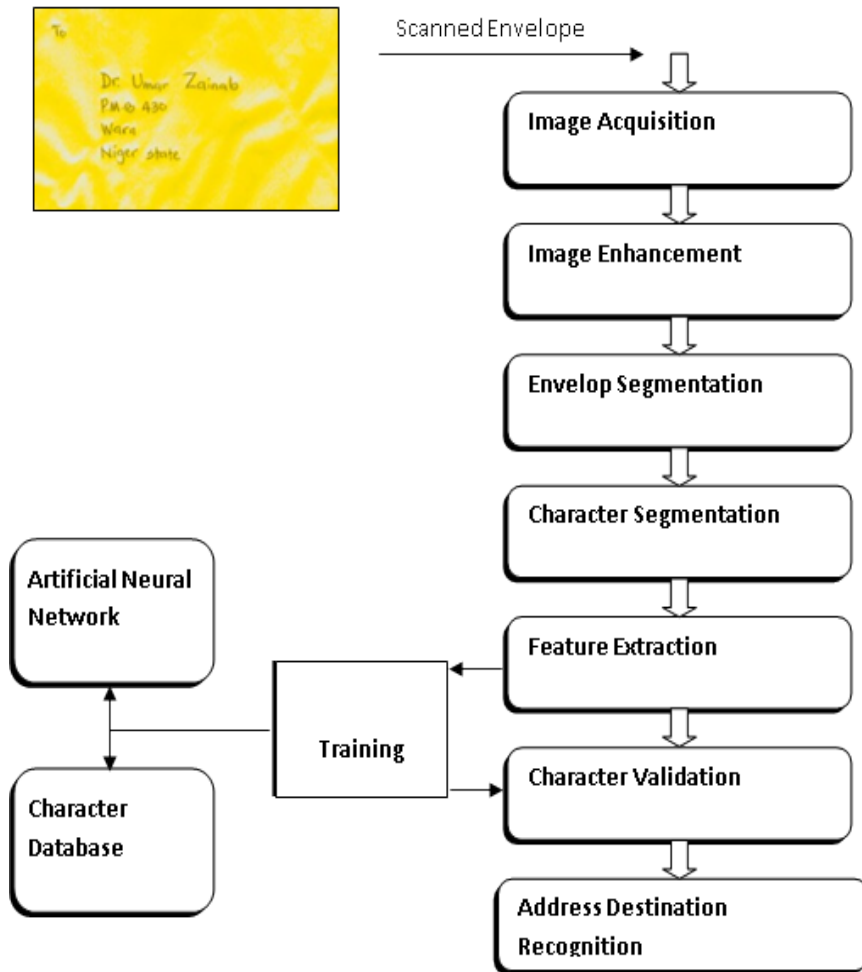 To
Dr. Umar Zainab
P.M B 430
Wara
Niger state
Scanned Envelope
Image Acquisition
Image Enhancement
Envelop Segmentation
Character Segmentation
Feature Extraction
Character Validation
Address Destination
Recognition
Training
Artificial Neural
Network
Character
Database